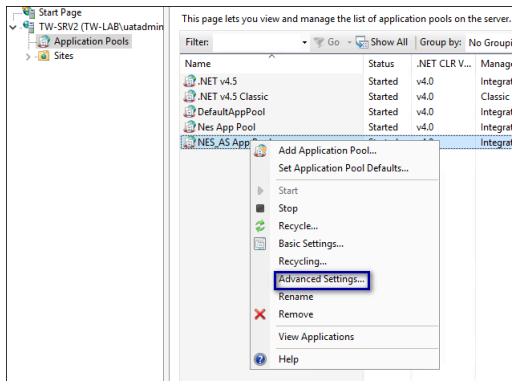 Start Page
TW-SRV2 (TW-LAB\uatadmin
Application Pools
Sites
This page lets you view and manage the list of application pools on the server.
Filter: Go Show All Group by: No Groupi
Name Status .NET CLR V... Manag
.NET v4.5 Started v4.0 Integrat
.NET v4.5 Classic Started v4.0 Classic
DefaultAppPool Started v4.0 Integrat
Nes App Pool Started v4.0 Integrat
NES_AS App Integrat
Add Application Pool...
Set Application Pool Defaults...
Start
Stop
Recycle...
Basic Settings...
Recycling...
Advanced Settings...
Rename
Remove
View Applications
Help